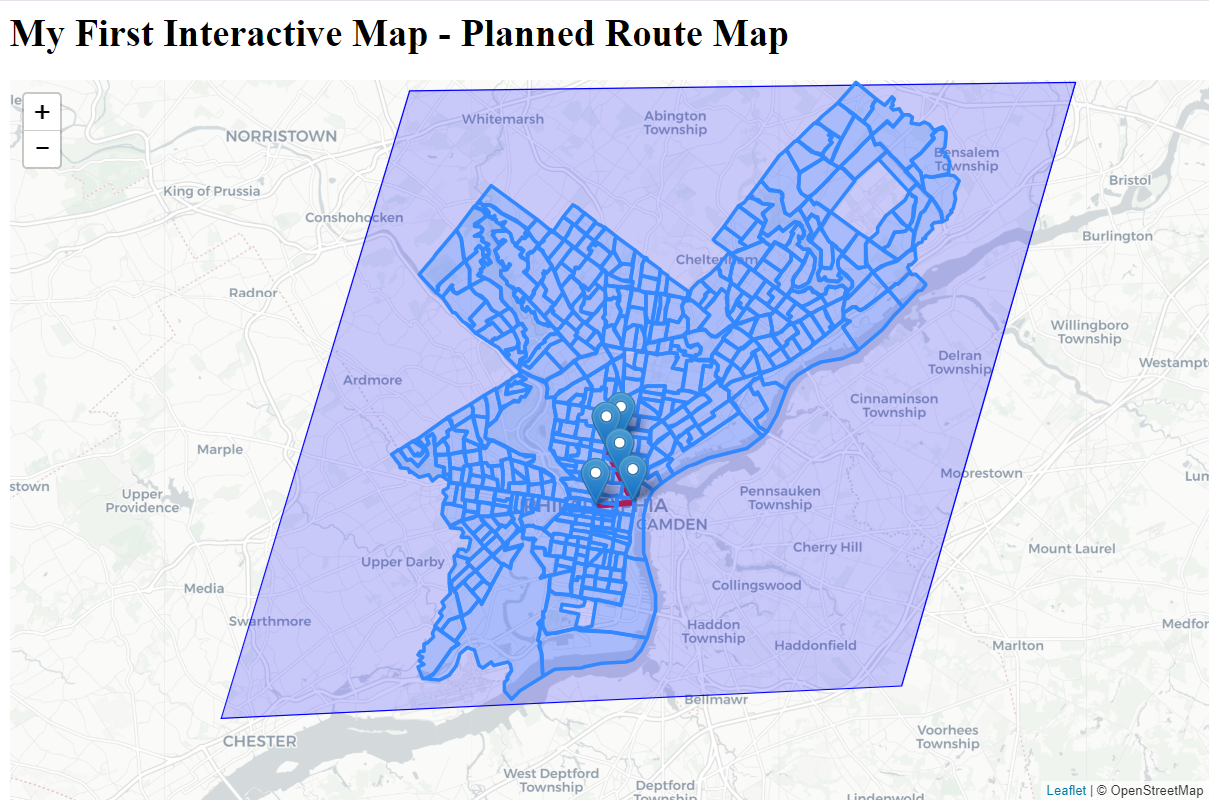 My First Interactive Map - Planned Route Map
+
−
Whitemarsh
Abington
Township
NORRISTOWN
Bensalem
Township
King of Prussia
Bristol
Conshohocken
Burlington
Cheltenham
Radnor
Willingboro
Township
Delran
Township
Westampt
Ardmore
Cinnaminson
Township
Marple
Moorestown
stown
Upper
Providence
Pennsauken
Township
CAMDEN
Cherry Hill
Mount Laurel
Upper Darby
Media
Collingswood
Swarthmore
Haddon
Township
Haddonfield
Marlton
Medfor
Bellmawr
CHESTER
Voorhees
Township
West Deptford
Township
Deptford
Township
Lindenwold
Leaflet | © OpenStreetMap